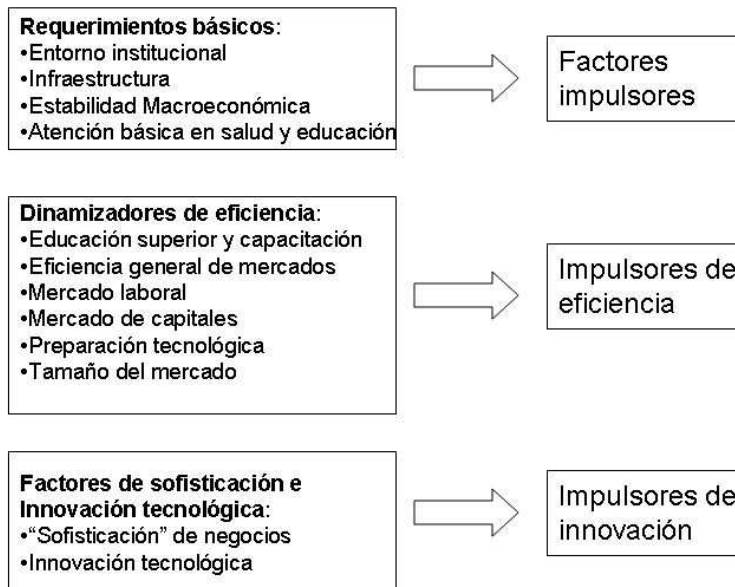 Requerimientos básicos:
•Entorno institucional
•Infraestructura
•Estabilidad Macroeconómica
•Atención básica en salud y educación
Factores
impulsores
Dinamizadores de eficiencia:
•Educación superior y capacitación
•Eficiencia general de mercados
•Mercado laboral
•Mercado de capitales
•Preparación tecnológica
•Tamaño del mercado
Impulsores de
eficiencia
Factores de sofisticación e
Innovación tecnológica:
•“Sofisticación” de negocios
•Innovación tecnológica
Impulsores de
innovación